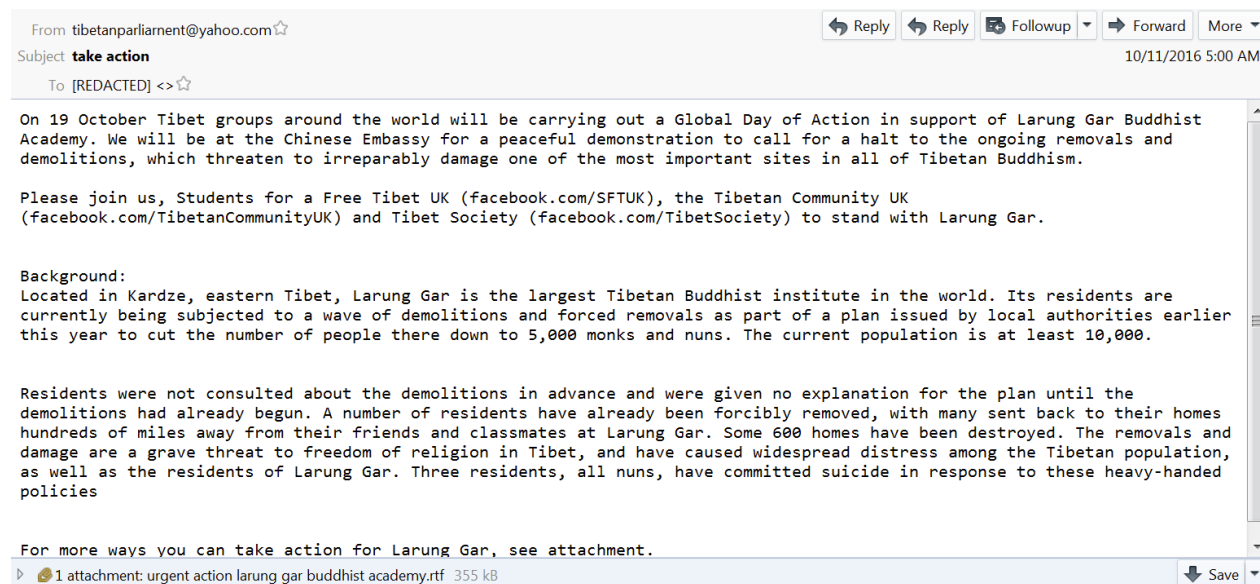 From tibetanparliarnent@yahoo.com
Reply Reply Followup Forward More
Subject take action
10/11/2016 5:00 AM
To [REDACTED] <>
On 19 October Tibet groups around the world will be carrying out a Global Day of Action in support of Larung Gar Buddhist
Academy. We will be at the Chinese Embassy for a peaceful demonstration to call for a halt to the ongoing removals and
demolitions, which threaten to irreparably damage one of the most important sites in all of Tibetan Buddhism.
Please join us, Students for a Free Tibet UK (facebook.com/SFTUK), the Tibetan Community UK
(facebook.com/TibetanCommunityUK) and Tibet Society (facebook.com/TibetSociety) to stand with Larung Gar.
Background:
Located in Kardze, eastern Tibet, Larung Gar is the largest Tibetan Buddhist institute in the world. Its residents are
currently being subjected to a wave of demolitions and forced removals as part of a plan issued by local authorities earlier
this year to cut the number of people there down to 5,000 monks and nuns. The current population is at least 10,000.
Residents were not consulted about the demolitions in advance and were given no explanation for the plan until the
demolitions had already begun. A number of residents have already been forcibly removed, with many sent back to their homes
hundreds of miles away from their friends and classmates at Larung Gar. Some 600 homes have been destroyed. The removals and
damage are a grave threat to freedom of religion in Tibet, and have caused widespread distress among the Tibetan population,
as well as the residents of Larung Gar. Three residents, all nuns, have committed suicide in response to these heavy-handed
policies
For more ways you can take action for Larung Gar, see attachment.
1 attachment: urgent action larung gar buddhist academy.rtf 355 kB
Save